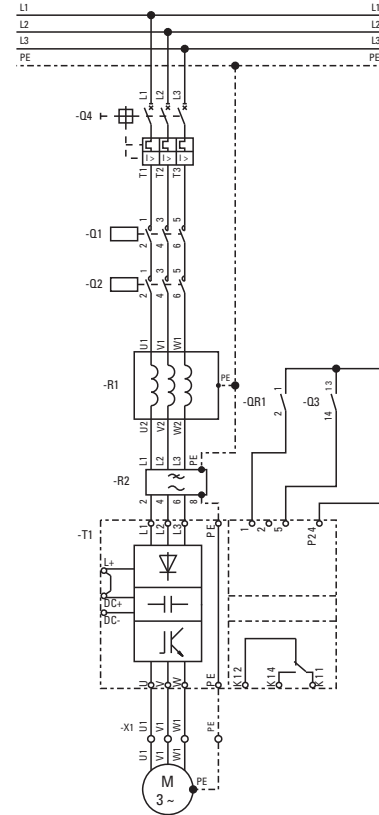 L1 L1
L2 L2
L3 L3
PE PE
L1 L2 L3
-Q4
I> I> I>
T1 T2 T3
1 3 5
-Q1
2 4 6
1 3 5
-Q2
2 4 6
U1 V1 W1
-R1
PE
U2 V2 W2
1 13
-QR1 -Q3
2 14
L1 L2 L3 PE
-R2
2 4 6 8
-T1
L1 L2 L3 PE
1 2 5 P24
L+
DC+
DC-
U V W PE
K12 K14 K11
-X1 U1 V1 W1 PE
U1 V1 W1
M
3 ~
PE